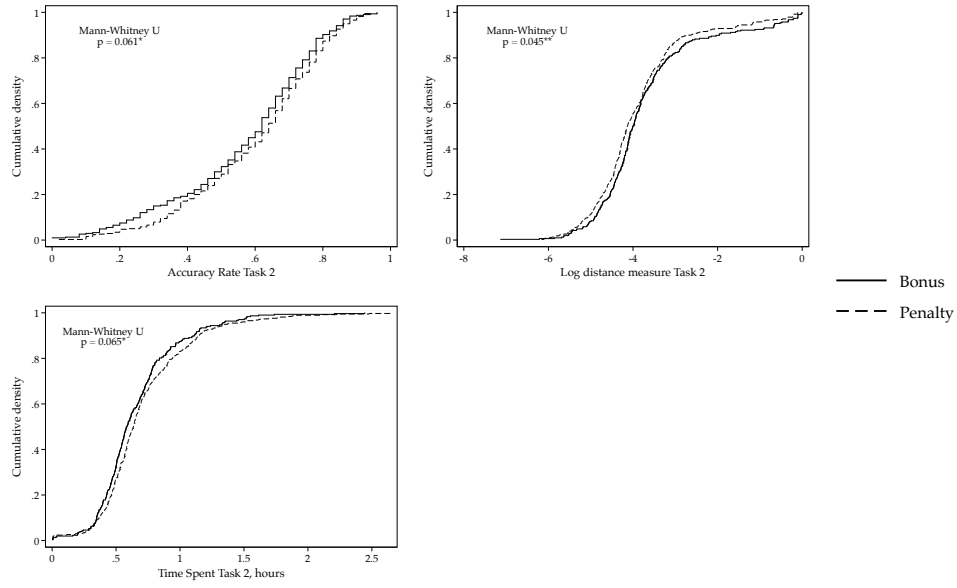 Mann-Whitney U
p = 0.061*
Cumulative density
1
.8
.6
.4
.2
0
0 .2 .4 .6 .8 1
Accuracy Rate Task 2
Mann-Whitney U
p = 0.045**
Cumulative density
1
.8
.6
.4
.2
0
-8 -6 -4 -2 0
Log distance measure Task 2
Bonus
Penalty
Mann-Whitney U
p = 0.065*
Cumulative density
1
.8
.6
.4
.2
0
0 .5 1 1.5 2 2.5
Time Spent Task 2, hours